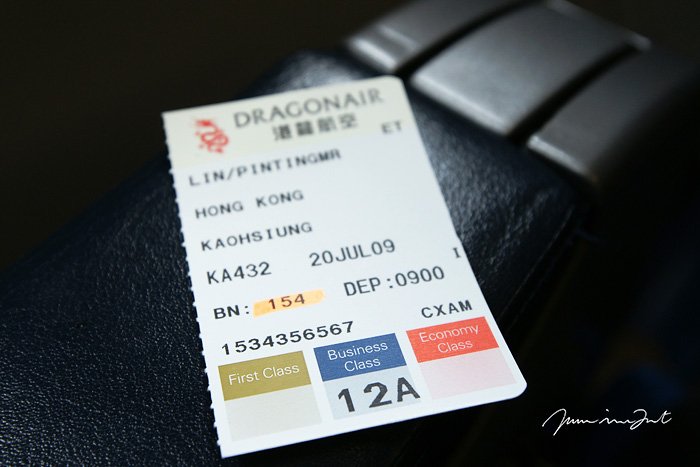 DRAGONAIR
港龍航空
ET
LIN/PINTINGMR
HONG KONG
KAOHSIUNG
KA432 20JUL09 I
BN: 154 DEP:0900
1534356567 CXAM
First Class Business Class Economy Class
12A